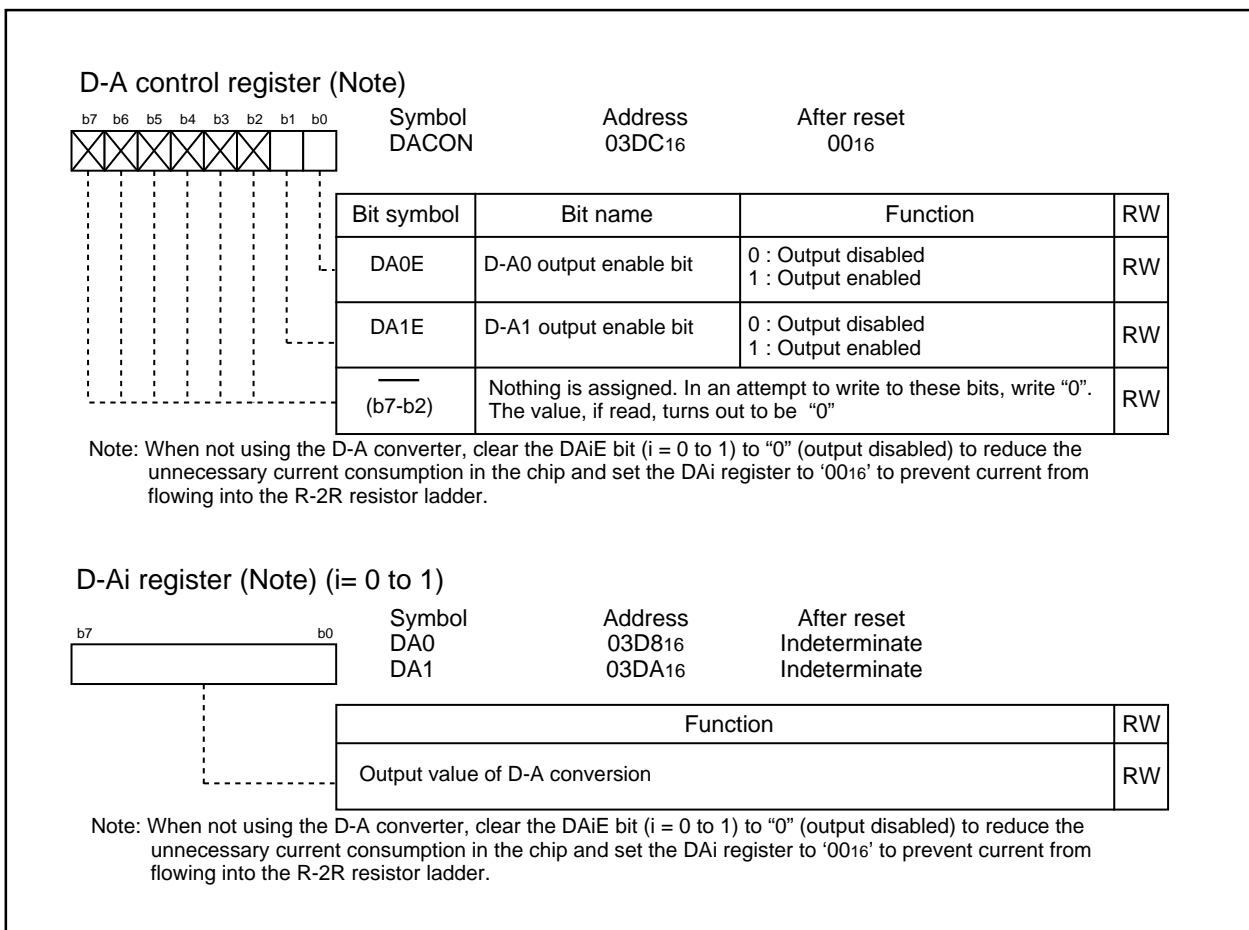 D-A control register (Note)
Symbol Address After reset
b7 b6 b5 b4 b3 b2 b1 b0
DACON 03DC16 0016
Bit symbol Bit name Function RW
DA0E D-A0 output enable bit 0 : Output disabled
1 : Output enabled RW
DA1E D-A1 output enable bit 0 : Output disabled
1 : Output enabled RW
(b7-b2) Nothing is assigned. In an attempt to write to these bits, write “0”.
The value, if read, turns out to be “0” RW
Note: When not using the D-A converter, clear the DAiE bit (i = 0 to 1) to “0” (output disabled) to reduce the
unnecessary current consumption in the chip and set the DAi register to ‘0016’ to prevent current from
flowing into the R-2R resistor ladder.
D-Ai register (Note) (i= 0 to 1)
Symbol Address After reset
b7 b0
DA0 03D816 Indeterminate
DA1 03DA16 Indeterminate
Function RW
Output value of D-A conversion RW
Note: When not using the D-A converter, clear the DAiE bit (i = 0 to 1) to “0” (output disabled) to reduce the
unnecessary current consumption in the chip and set the DAi register to ‘0016’ to prevent current from
flowing into the R-2R resistor ladder.